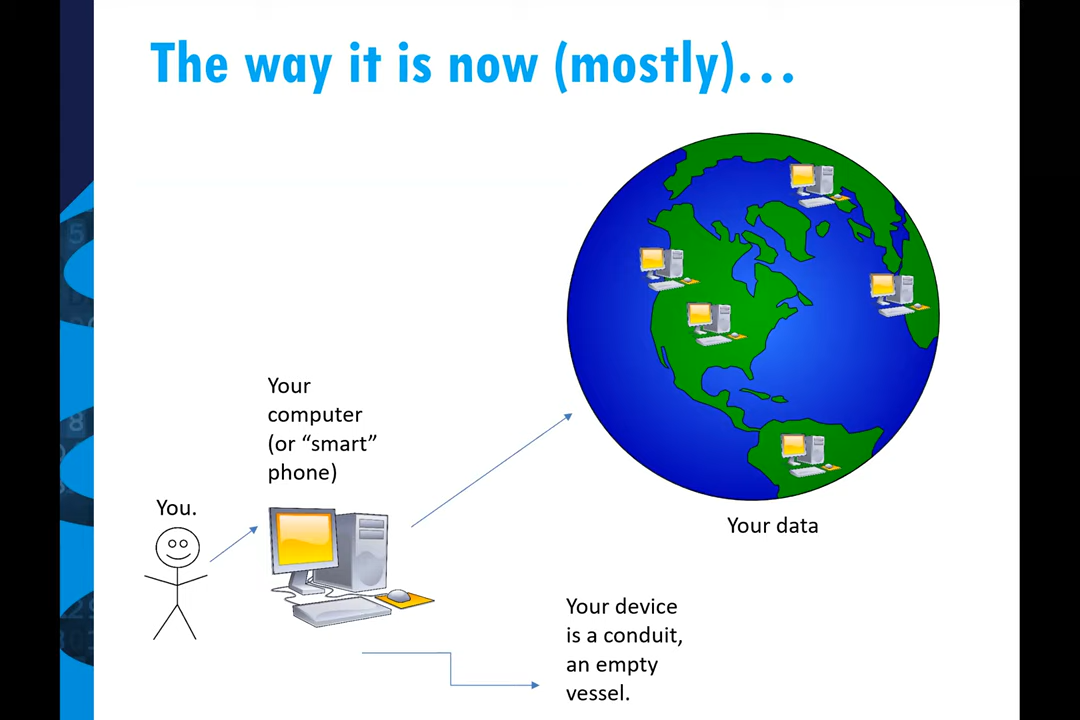 The way it is now (mostly)...
Your
computer
(or “smart”
phone)
You.
Your data
Your device
is a conduit,
an empty
vessel.